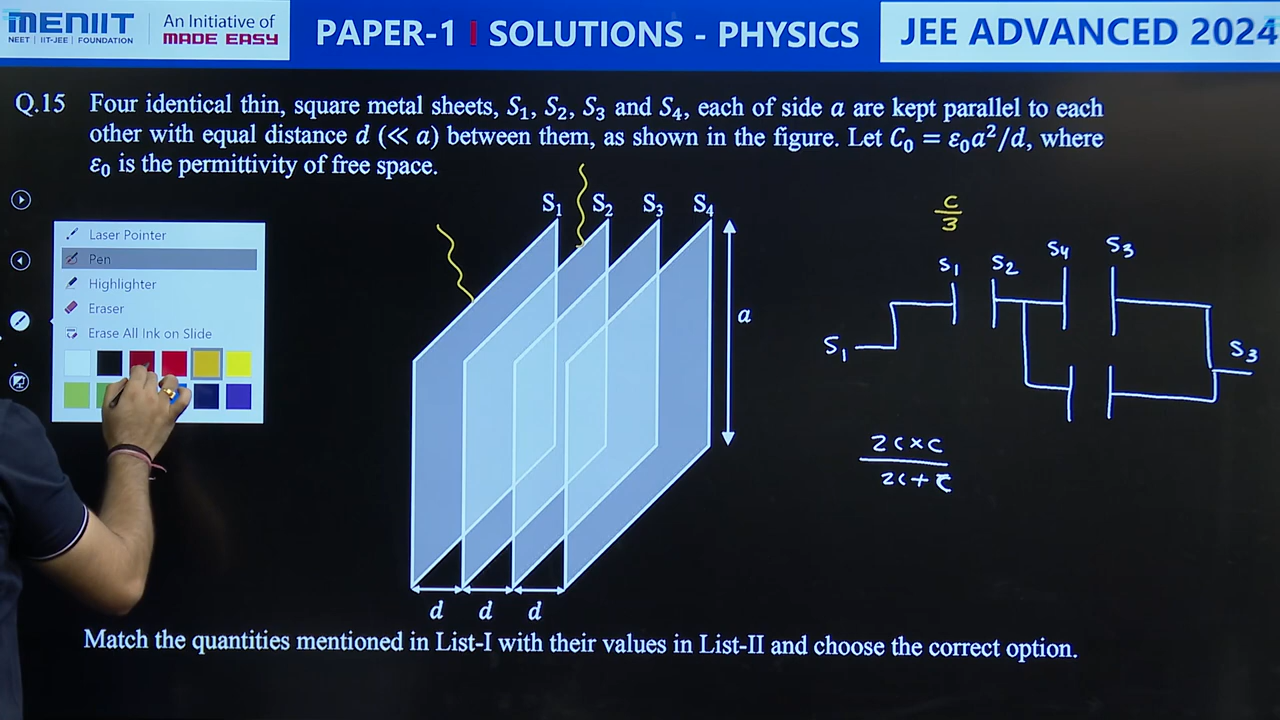 MENIIT
NEET | IIT-JEE | FOUNDATION
An Initiative of
MADE EASY
PAPER-1 | SOLUTIONS - PHYSICS
JEE ADVANCED 2024
Q.15 Four identical thin, square metal sheets, S₁, S₂, S₃ and S₄, each of side a are kept parallel to each
other with equal distance d (≪ a) between them, as shown in the figure. Let C₀ = ε₀a²/d, where
ε₀ is the permittivity of free space.
Laser Pointer
Pen
Highlighter
Eraser
Erase All Ink on Slide
S₁ S₂ S₃ S₄
a
d d d
C/3
S₁ S₂ S₄ S₃
S₁
S₃
2C×C
2C+C
Match the quantities mentioned in List-I with their values in List-II and choose the correct option.